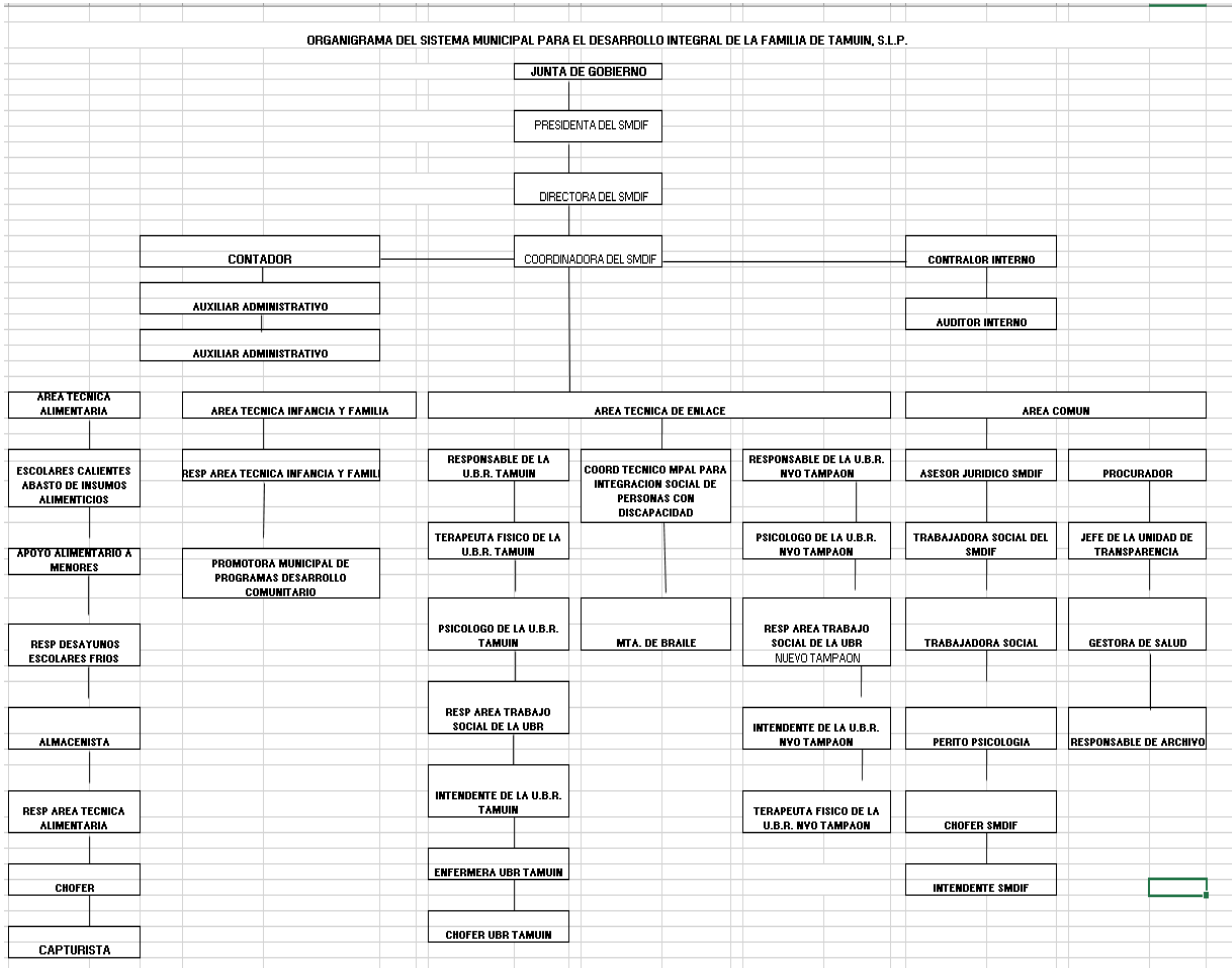 ORGANIGRAMA DEL SISTEMA MUNICIPAL PARA EL DESARROLLO INTEGRAL DE LA FAMILIA DE TAMUIN, S.L.P.
JUNTA DE GOBIERNO
PRESIDENTA DEL SMDIF
DIRECTORA DEL SMDIF
CONTADOR
COORDINADORA DEL SMDIF
CONTRALOR INTERNO
AUXILIAR ADMINISTRATIVO
AUDITOR INTERNO
AUXILIAR ADMINISTRATIVO
AREA TECNICA
ALIMENTARIA
ESCOLARES CALIENTES
ABASTO DE INSUMOS
ALIMENTICIOS
APOYO ALIMENTARIO A
MENORES
RESP DESAYUNOS
ESCOLARES FRIOS
ALMACENISTA
RESP AREA TECNICA
ALIMENTARIA
CHOFER
CAPTURISTA
AREA TECNICA INFANCIA Y FAMILIA
RESP AREA TECNICA INFANCIA Y FAMILI
PROMOTORA MUNICIPAL DE
PROGRAMAS DESARROLLO
COMUNITARIO
AREA TECNICA DE ENLACE
RESPONSABLE DE LA
U.B.R. TAMUIN
TERAPEUTA FISICO DE LA
U.B.R. TAMUIN
PSICOLOGO DE LA U.B.R.
TAMUIN
RESP AREA TRABAJO
SOCIAL DE LA UBR
INTENDENTE DE LA U.B.R.
TAMUIN
ENFERMERA UBR TAMUIN
CHOFER UBR TAMUIN
COORD TECNICO MPAL PARA
INTEGRACION SOCIAL DE
PERSONAS CON
DISCAPACIDAD
MTA. DE BRAILE
RESPONSABLE DE LA U.B.R.
NVO TAMPAON
PSICOLOGO DE LA U.B.R.
NVO TAMPAON
RESP AREA TRABAJO
SOCIAL DE LA UBR
NUEVO TAMPAON
INTENDENTE DE LA U.B.R.
NVO TAMPAON
TERAPEUTA FISICO DE LA
U.B.R. NVO TAMPAON
AREA COMUN
ASESOR JURIDICO SMDIF
TRABAJADORA SOCIAL DEL
SMDIF
TRABAJADORA SOCIAL
PERITO PSICOLOGIA
CHOFER SMDIF
INTENDENTE SMDIF
PROCURADOR
JEFE DE LA UNIDAD DE
TRANSPARENCIA
GESTORA DE SALUD
RESPONSABLE DE ARCHIVO